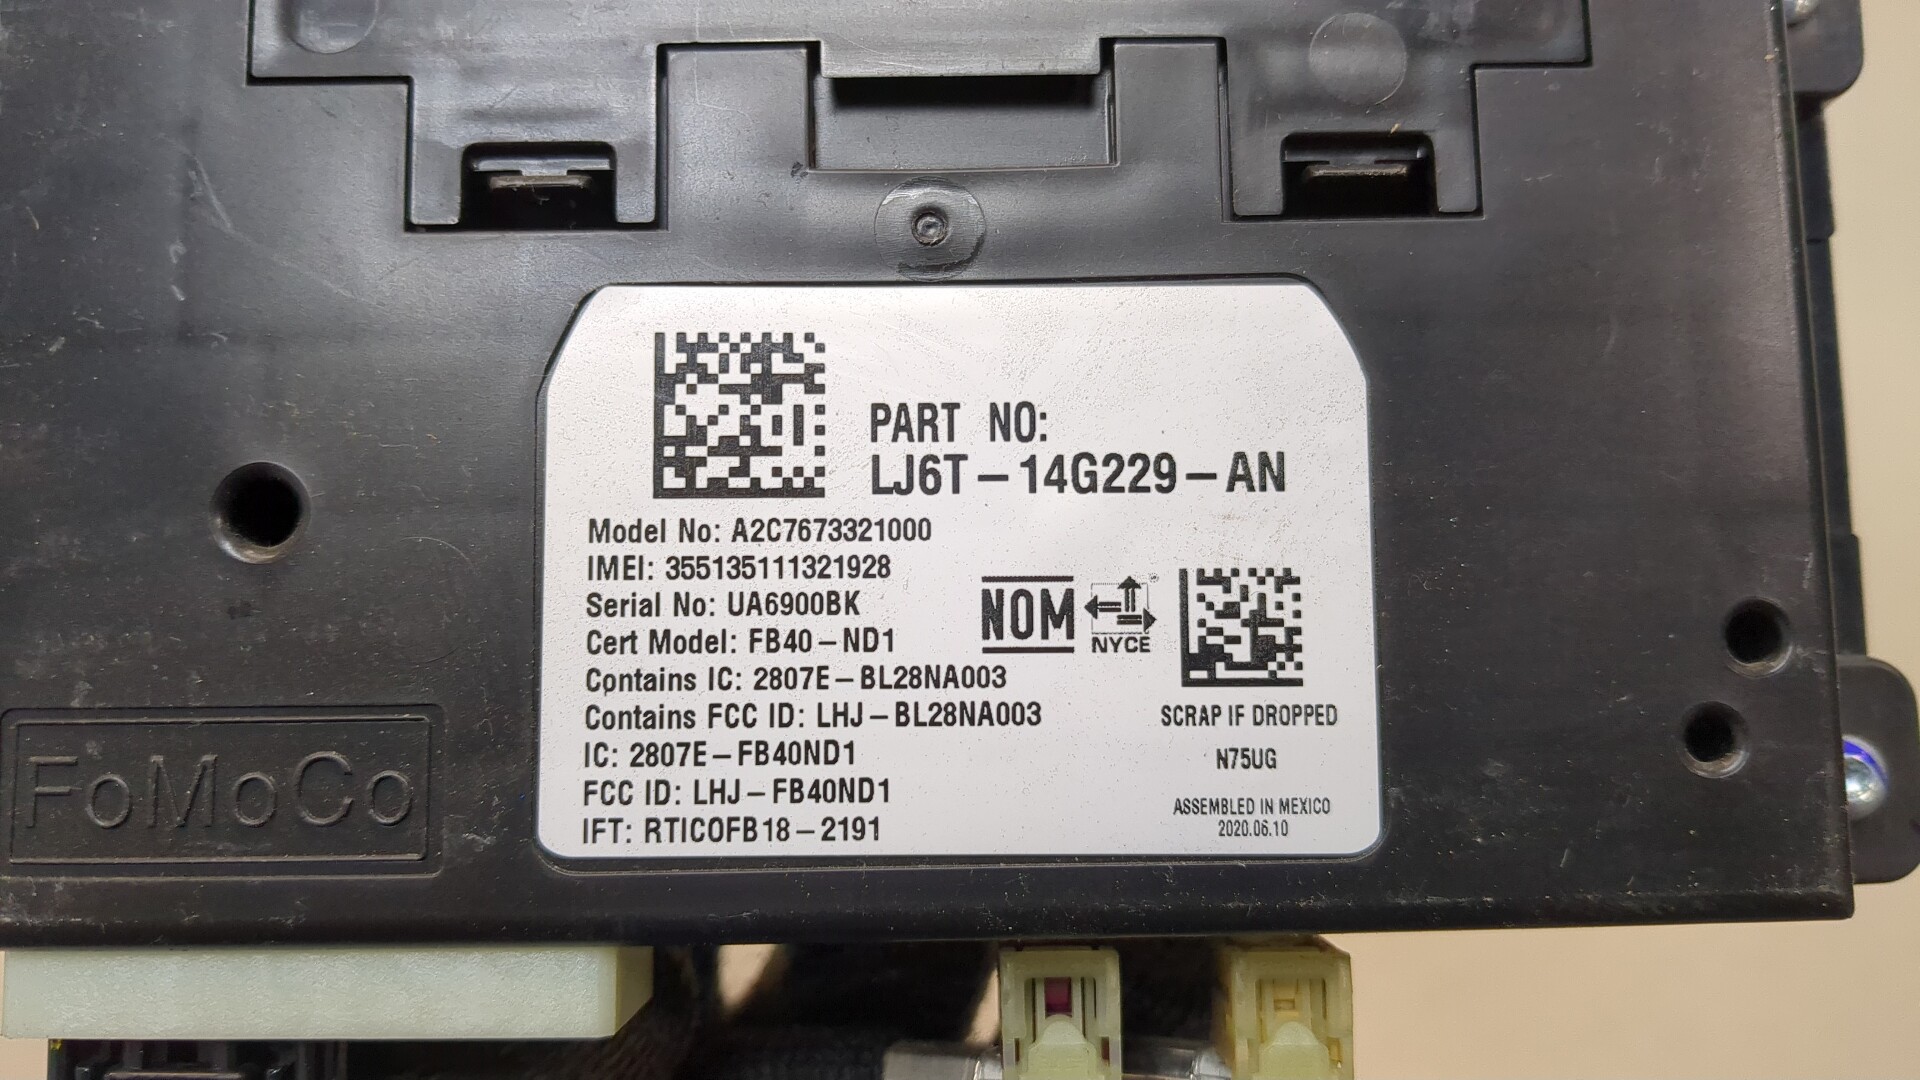 PART NO:
LJ6T-14G229-AN
Model No: A2C7673321000
IMEI: 355135111321928
Serial No: UA6900BK
Cert Model: FB40-ND1
Contains IC: 2807E-BL28NA003
Contains FCC ID: LHJ-BL28NA003
IC: 2807E-FB40ND1
FCC ID: LHJ-FB40ND1
IFT: RTICOFB18-2191
NOM
NYCE
SCRAP IF DROPPED
N75UG
ASSEMBLED IN MEXICO
2020.06.10
FoMoCo